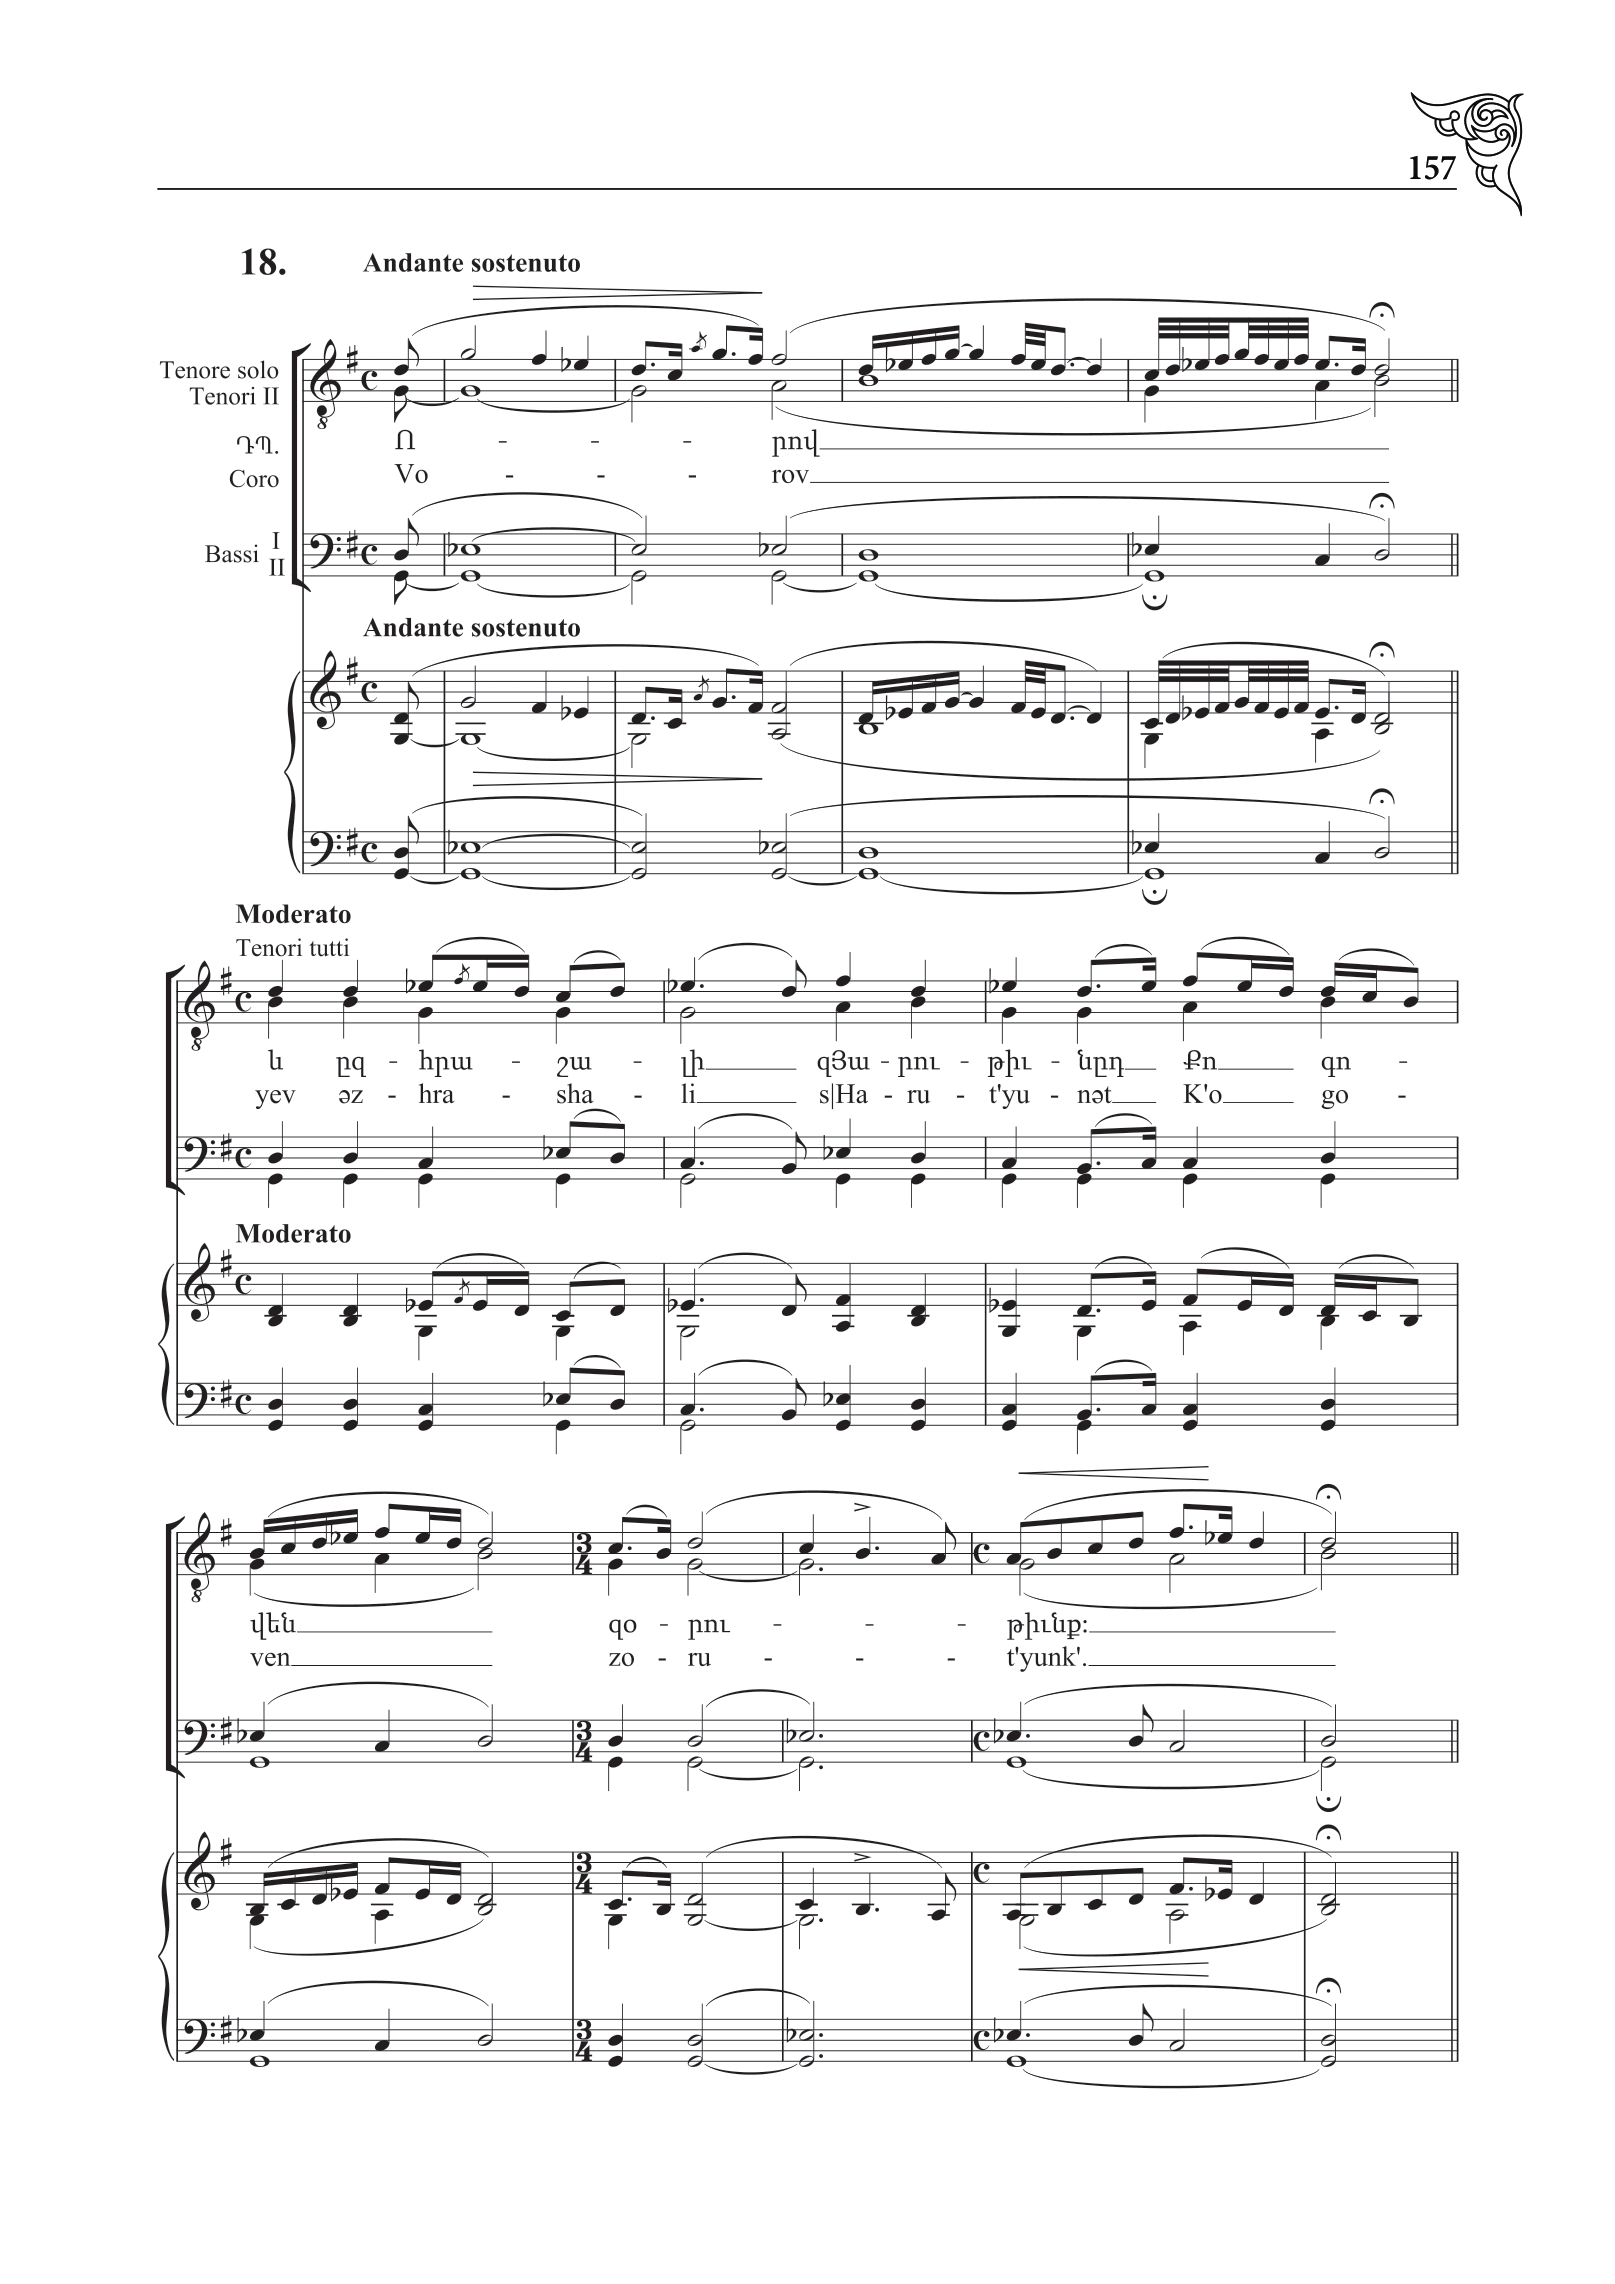 157
18. Andante sostenuto
Tenore solo
Tenori II
ԴՊ. Ո - - - րով
Coro Vo - - - rov
Bassi I
II
Andante sostenuto
Moderato
Tenori tutti
և ըզ - հրա - շա - լի զՅա - րու - թիւ - նըդ Քո գո -
yev əz - hra - sha - li s|Ha - ru - t'yu - nət K'o go -
Moderato
վեն զօ - րու - - - թիւնք:
ven zo - ru - - - t'yunk'.